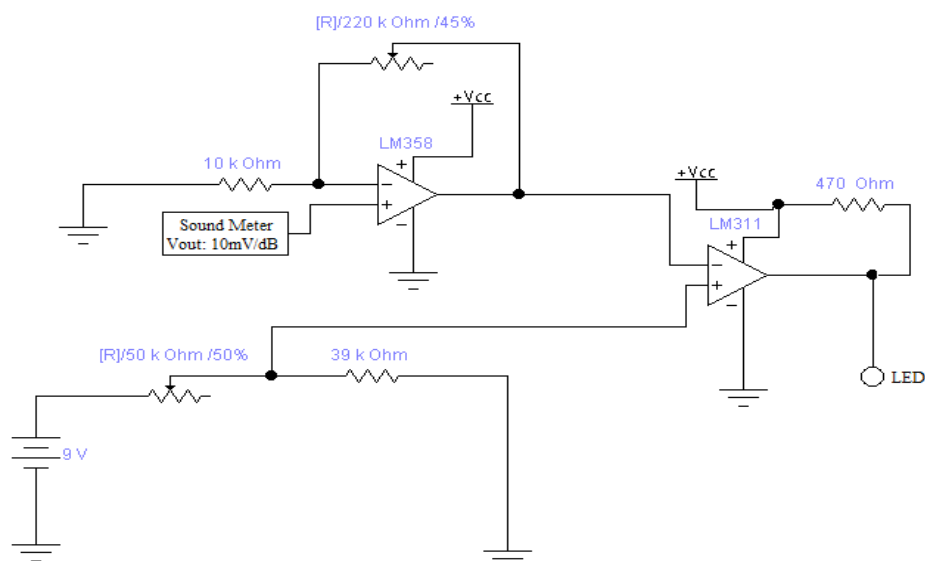 [R]/220 k Ohm /45%
+Vcc
LM358
10 k Ohm
+Vcc
470 Ohm
Sound Meter
Vout: 10mV/dB
LM311
[R]/50 k Ohm /50%
39 k Ohm
LED
9 V